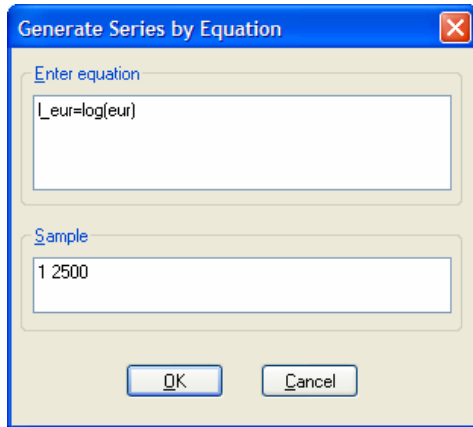 Generate Series by Equation
Enter equation
l_eur=log(eur)
Sample
1 2500
OK
Cancel